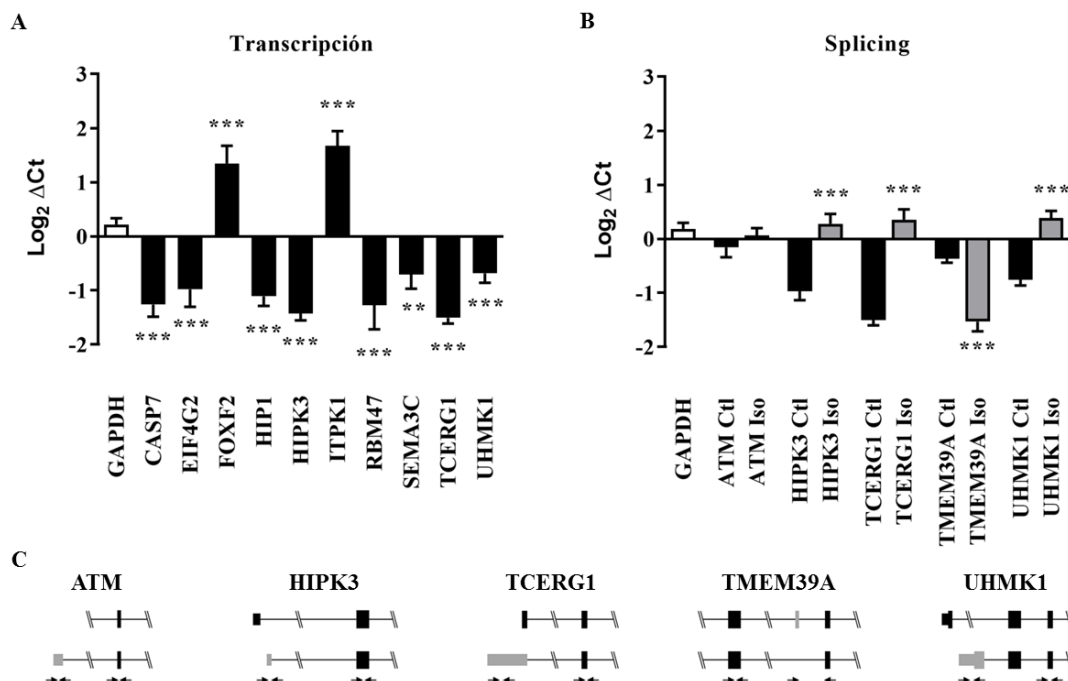 A
Transcripción
Log₂ ΔCt
3
2
1
0
-1
-2
***
***
***
***
***
***
***
**
***
***
GAPDH
CASP7
EIF4G2
FOXF2
HIP1
HIPK3
ITPK1
RBM47
SEMA3C
TCERG1
UHMK1
B
Splicing
Log₂ ΔCt
3
2
1
0
-1
-2
***
***
***
***
GAPDH
ATM Ctl
ATM Iso
HIPK3 Ctl
HIPK3 Iso
TCERG1 Ctl
TCERG1 Iso
TMEM39A Ctl
TMEM39A Iso
UHMK1 Ctl
UHMK1 Iso
C
ATM
HIPK3
TCERG1
TMEM39A
UHMK1